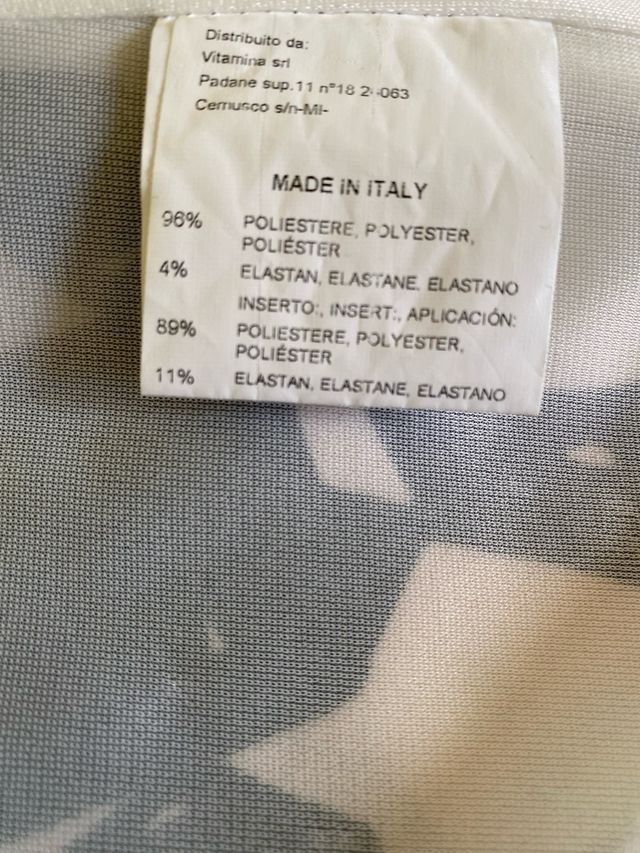 Distribuito da:
Vitamina srl
Padane sup.11 n°18 2 063
Cernusco s/n-MI-
MADE IN ITALY
96% POLIESTERE, POLYESTER,
POLIÉSTER
4% ELASTAN, ELASTANE, ELASTANO
INSERTO:, INSERT:, APLICACIÓN:
89% POLIESTERE, POLYESTER,
POLIÉSTER
11% ELASTAN, ELASTANE, ELASTANO